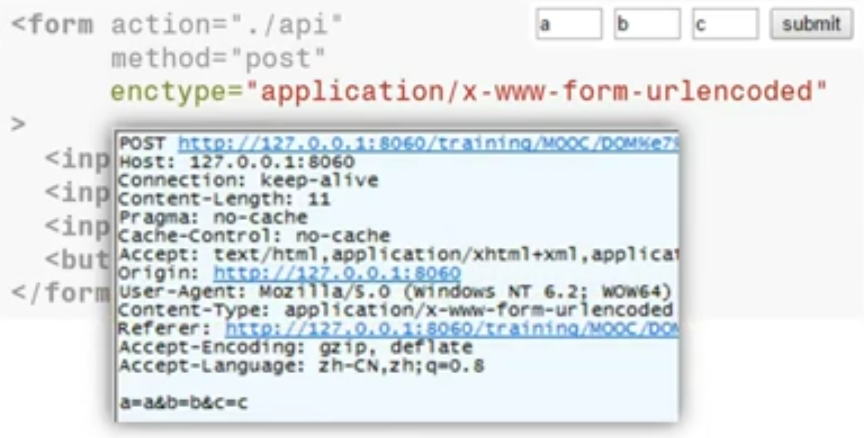 <form action="./api"
a b c submit
method="post"
enctype="application/x-www-form-urlencoded"
>
<inp
<inp
<inp
<but
</form
POST http://127.0.0.1:8060/training/MOOC/DOM%e7%
Host: 127.0.0.1:8060
Connection: keep-alive
Content-Length: 11
Pragma: no-cache
Cache-Control: no-cache
Accept: text/html,application/xhtml+xml,applicat
Origin: http://127.0.0.1:8060
User-Agent: Mozilla/5.0 (Windows NT 6.2; WOW64)
Content-Type: application/x-www-form-urlencoded
Referer: http://127.0.0.1:8060/training/MOOC/DOM
Accept-Encoding: gzip, deflate
Accept-Language: zh-CN,zh;q=0.8
a=a&b=b&c=c